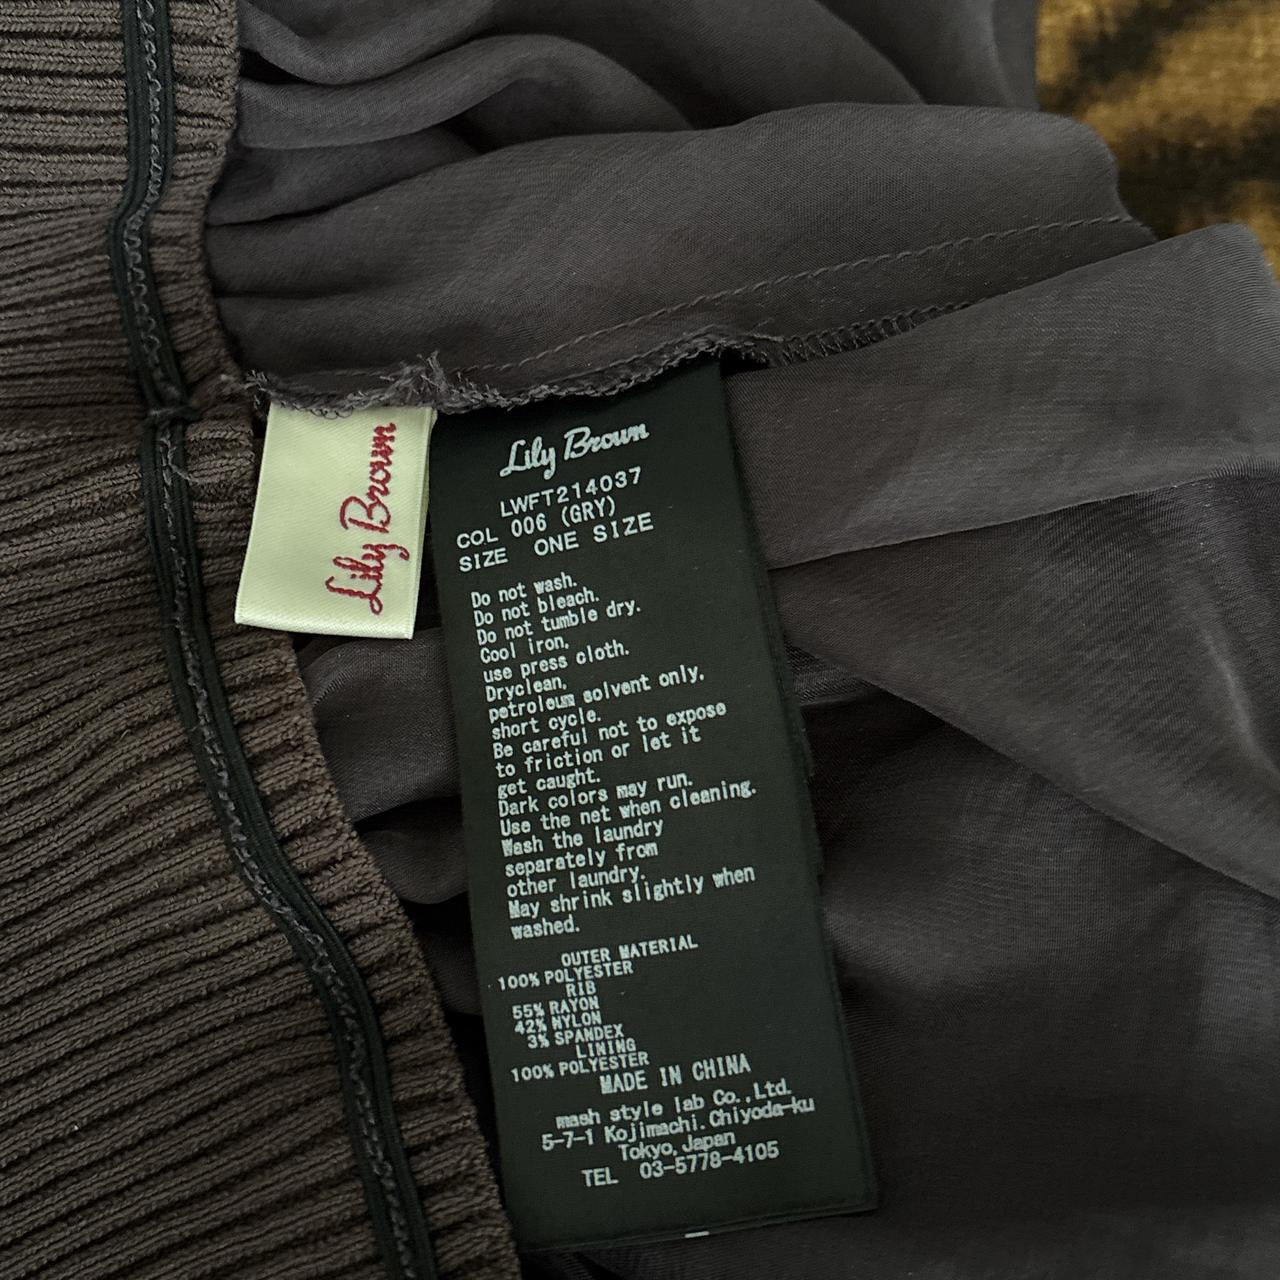 Lily Brown
Lily Brown
LWFT214037
COL 006 (GRY)
SIZE ONE SIZE
Do not wash.
Do not bleach.
Do not tumble dry.
Cool iron.
use press cloth.
Dryclean,
petroleum solvent only,
short cycle.
Be careful not to expose
to friction or let it
get caught.
Dark colors may run.
Use the net when cleaning.
Wash the laundry
separately from
other laundry.
May shrink slightly when
washed.
OUTER MATERIAL
100% POLYESTER
RIB
55% RAYON
42% NYLON
3% SPANDEX
LINING
100% POLYESTER
MADE IN CHINA
mash style lab Co.,Ltd.
5-7-1 Kojimachi,Chiyoda-ku
Tokyo,Japan
TEL 03-5778-4105